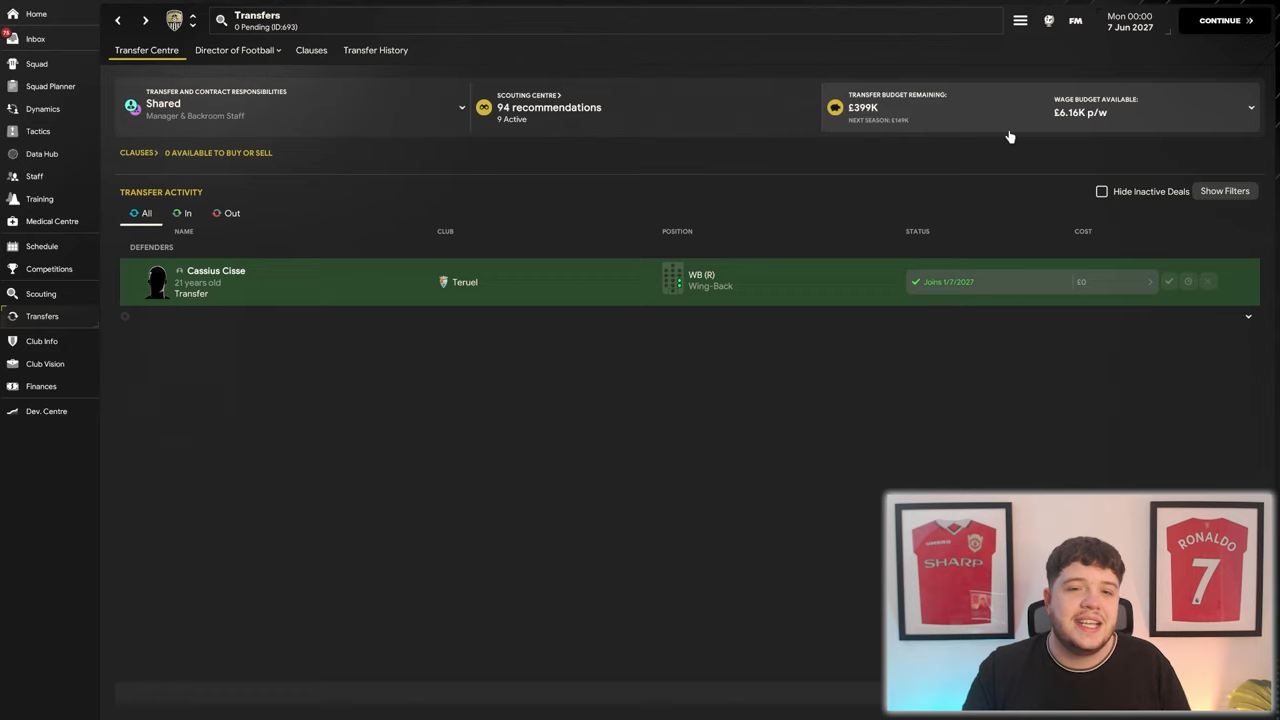 Home
75
Inbox
Squad
Squad Planner
Dynamics
Tactics
Data Hub
Staff
Training
Medical Centre
Schedule
Competitions
Scouting
Transfers
Club Info
Club Vision
Finances
Dev. Centre
Transfers
0 Pending (ID:693)
FM
Mon 00:00
7 Jun 2027
CONTINUE
Transfer Centre
Director of Football
Clauses
Transfer History
TRANSFER AND CONTRACT RESPONSIBILITIES
Shared
Manager & Backroom Staff
SCOUTING CENTRE >
94 recommendations
9 Active
TRANSFER BUDGET REMAINING:
£399K
NEXT SEASON: £149K
WAGE BUDGET AVAILABLE:
£6.16K p/w
CLAUSES > 0 AVAILABLE TO BUY OR SELL
TRANSFER ACTIVITY
Hide Inactive Deals
Show Filters
All In Out
NAME CLUB POSITION STATUS COST
DEFENDERS
Cassius Cisse
21 years old
Transfer
Teruel
WB (R)
Wing-Back
Joins 1/7/2027
£0
SHARP
RONALDO
7